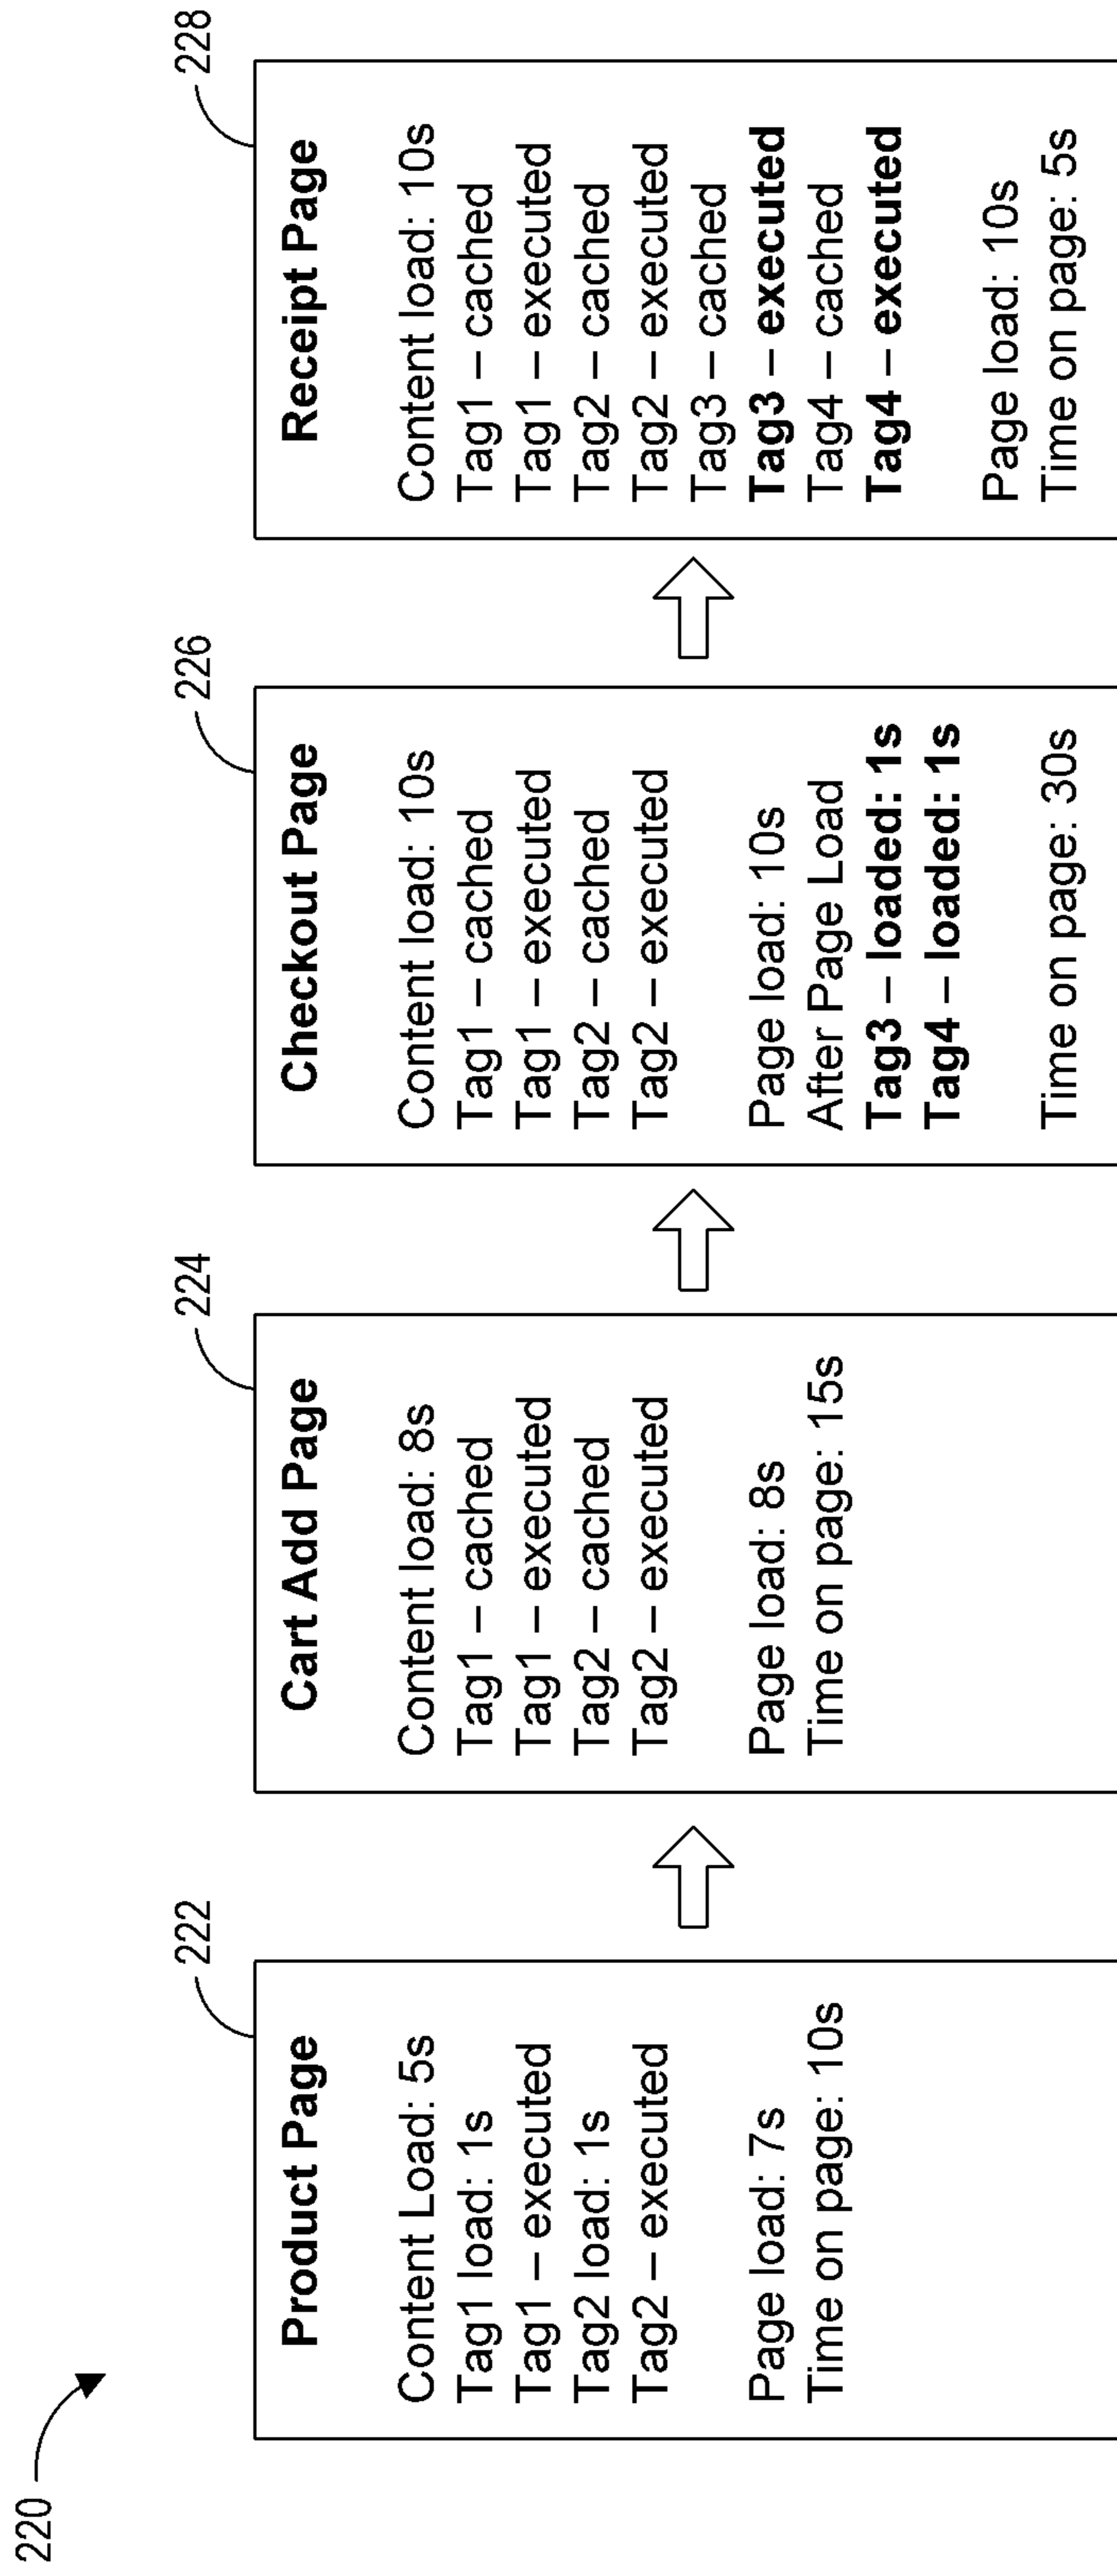 220
222
Product Page
Content Load: 5s
Tag1 load: 1s
Tag1 – executed
Tag2 load: 1s
Tag2 – executed
Page load: 7s
Time on page: 10s
224
Cart Add Page
Content load: 8s
Tag1 – cached
Tag1 – executed
Tag2 – cached
Tag2 – executed
Page load: 8s
Time on page: 15s
226
Checkout Page
Content load: 10s
Tag1 – cached
Tag1 – executed
Tag2 – cached
Tag2 – executed
Page load: 10s
After Page Load
Tag3 – loaded: 1s
Tag4 – loaded: 1s
Time on page: 30s
228
Receipt Page
Content load: 10s
Tag1 – cached
Tag1 – executed
Tag2 – cached
Tag2 – executed
Tag3 – cached
Tag3 – executed
Tag4 – cached
Tag4 – executed
Page load: 10s
Time on page: 5s